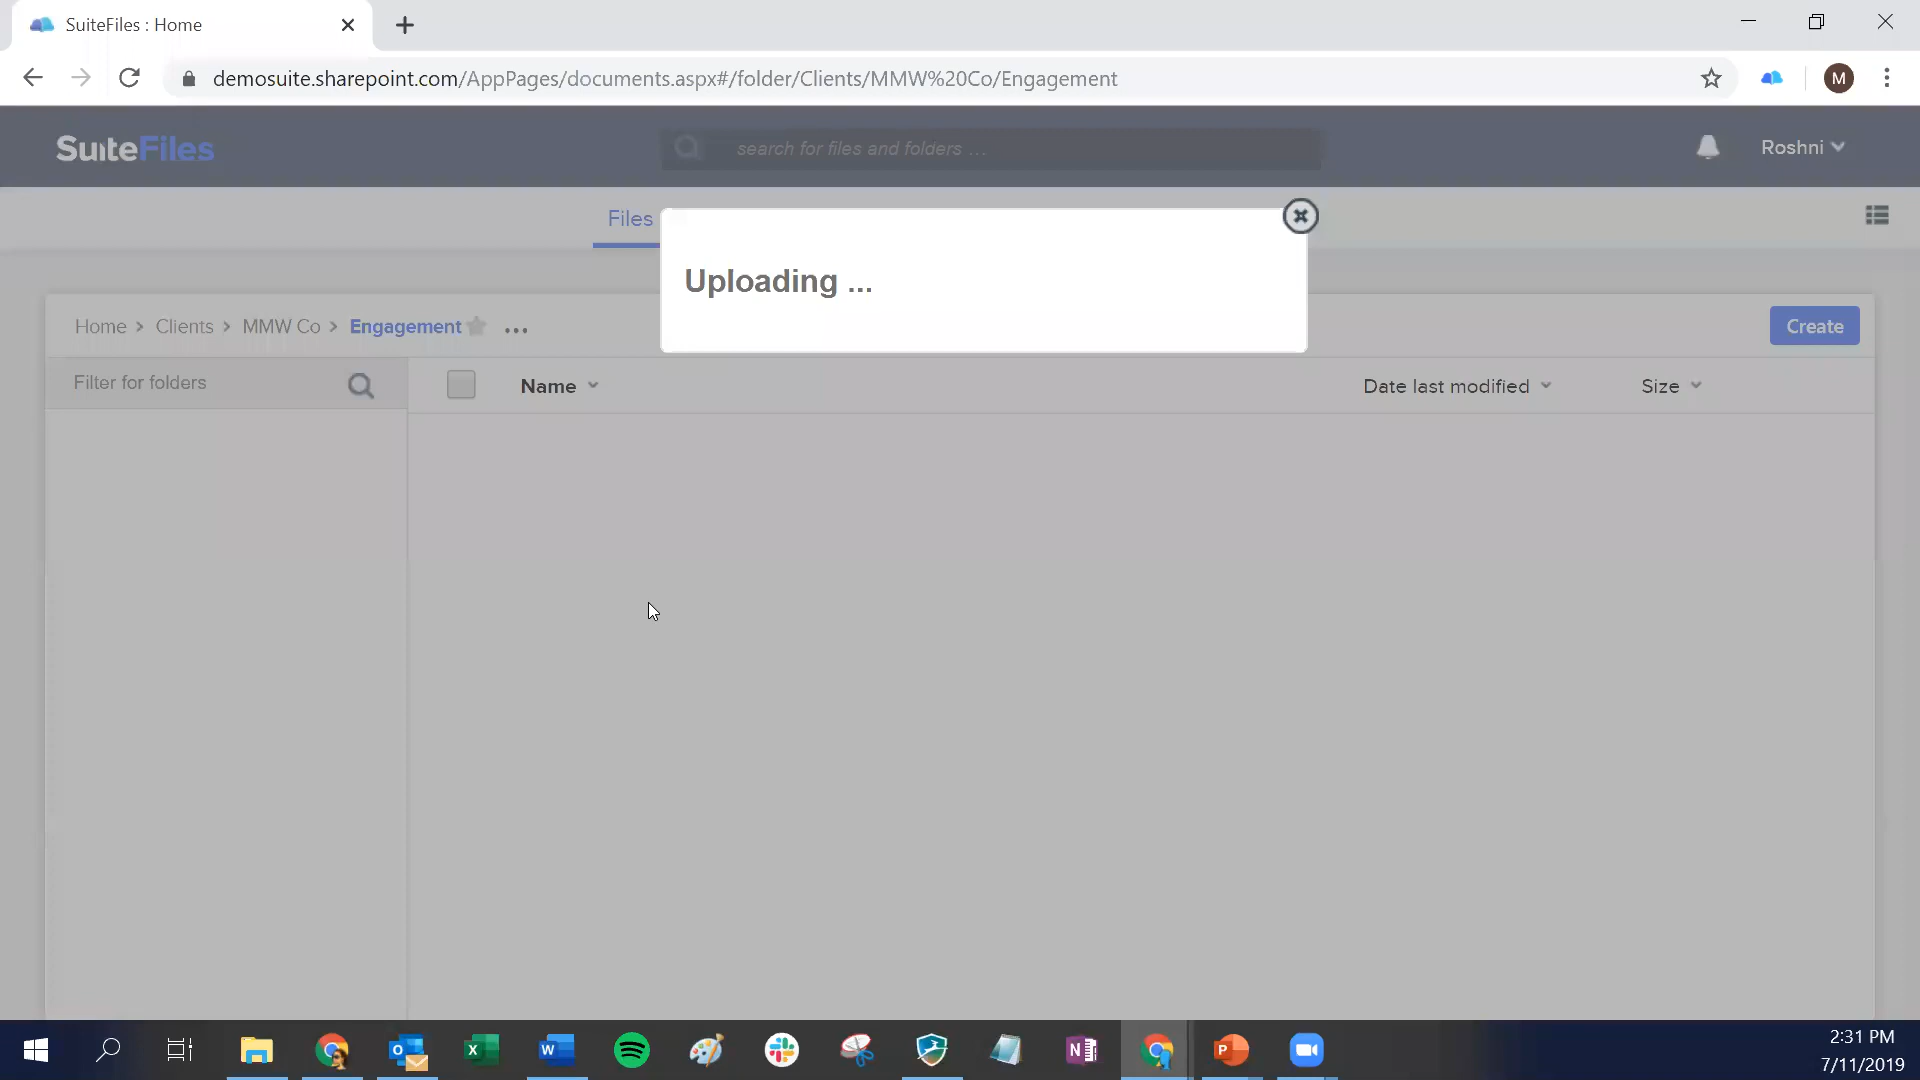 SuiteFiles : Home
demosuite.sharepoint.com/AppPages/documents.aspx#/folder/Clients/MMW%20Co/Engagement
M
SuiteFiles
search for files and folders ...
Roshni
Files
Uploading ...
Home > Clients > MMW Co > Engagement ...
Create
Filter for folders
Name
Date last modified
Size
2:31 PM
7/11/2019